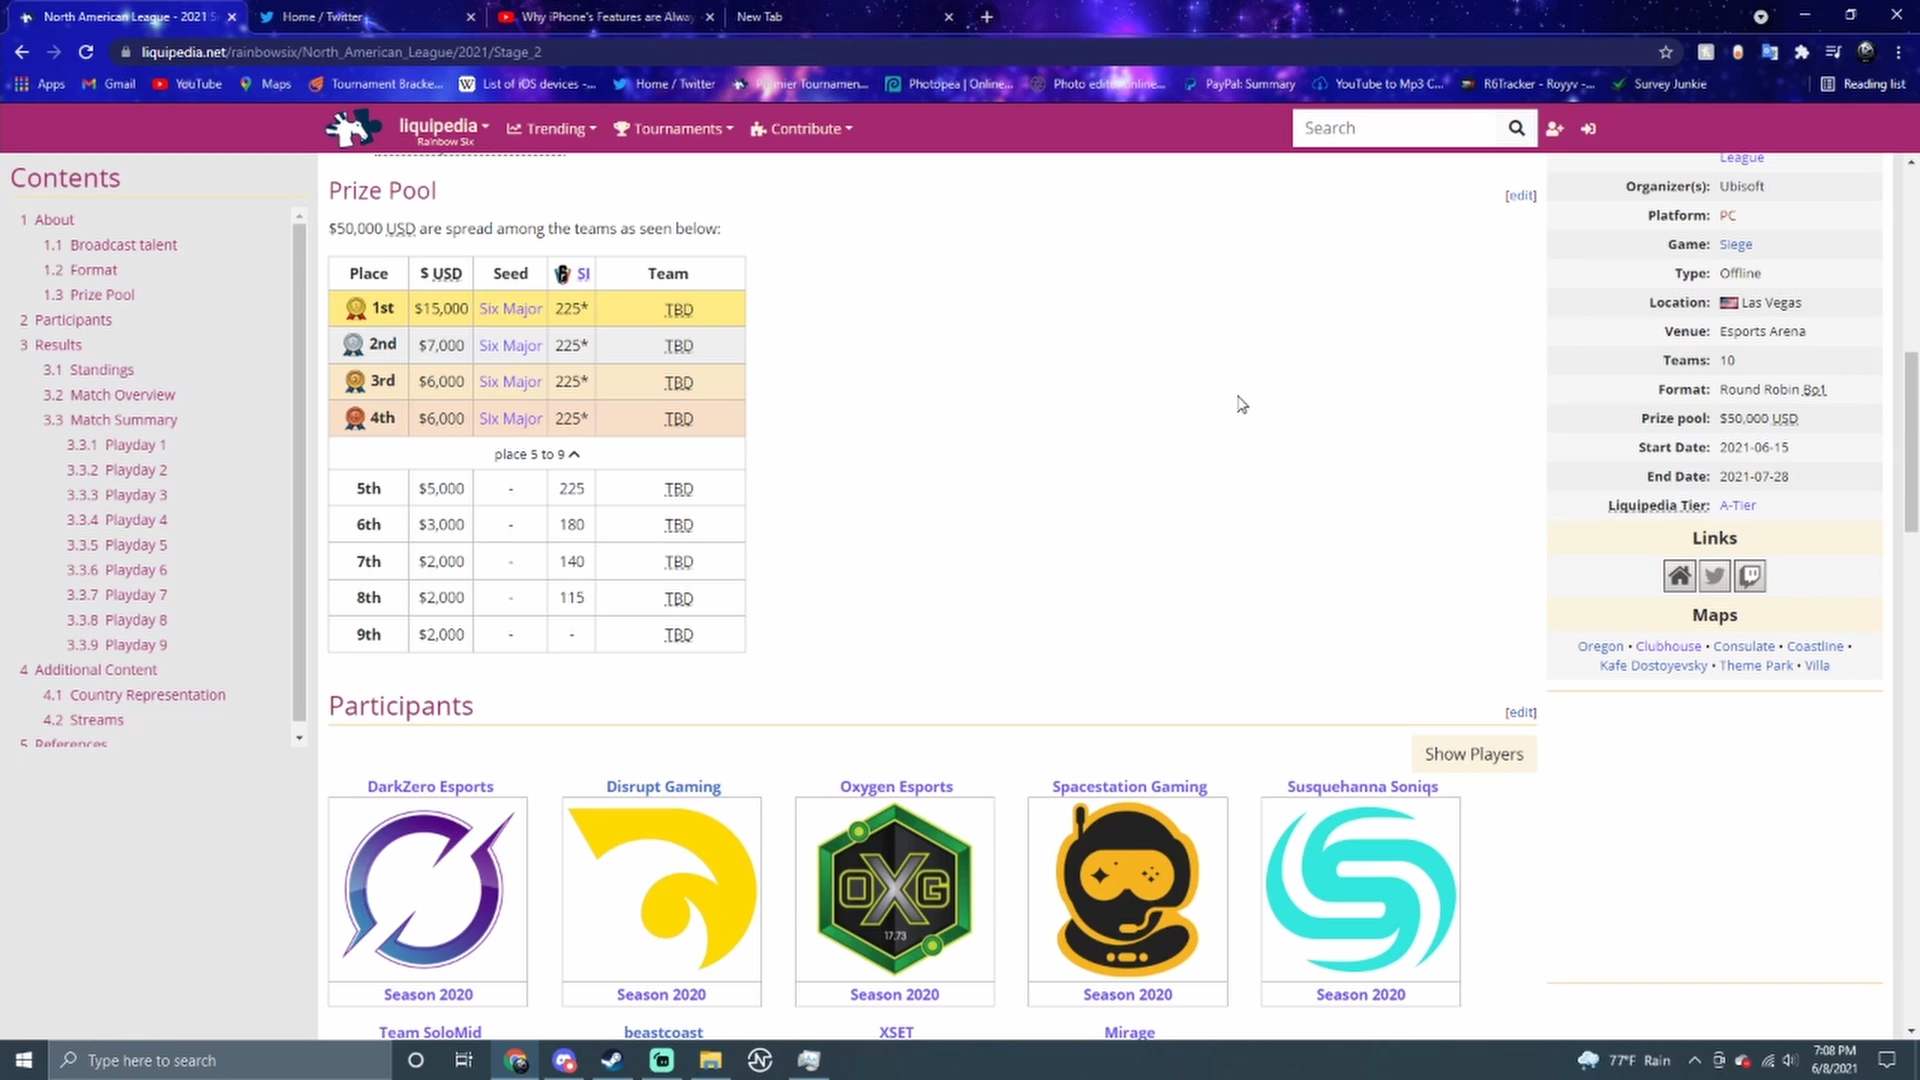 North American League - 2021 S
Home / Twitter
Why iPhone's Features are Alway
New Tab
liquipedia.net/rainbowsix/North_American_League/2021/Stage_2
Apps
Gmail
YouTube
Maps
Tournament Bracke...
List of iOS devices -...
Home / Twitter
Premier Tournamen...
Photopea | Online...
Photo editor online...
PayPal: Summary
YouTube to Mp3 C...
R6Tracker - Royyv -...
Survey Junkie
Reading list
liquipedia
Rainbow Six
Trending
Tournaments
Contribute
Search
Contents
1 About
1.1 Broadcast talent
1.2 Format
1.3 Prize Pool
2 Participants
3 Results
3.1 Standings
3.2 Match Overview
3.3 Match Summary
3.3.1 Playday 1
3.3.2 Playday 2
3.3.3 Playday 3
3.3.4 Playday 4
3.3.5 Playday 5
3.3.6 Playday 6
3.3.7 Playday 7
3.3.8 Playday 8
3.3.9 Playday 9
4 Additional Content
4.1 Country Representation
4.2 Streams
5 References
Prize Pool
[edit]
$50,000 USD are spread among the teams as seen below:
Place $ USD Seed SI Team
1st $15,000 Six Major 225* TBD
2nd $7,000 Six Major 225* TBD
3rd $6,000 Six Major 225* TBD
4th $6,000 Six Major 225* TBD
place 5 to 9
5th $5,000 - 225 TBD
6th $3,000 - 180 TBD
7th $2,000 - 140 TBD
8th $2,000 - 115 TBD
9th $2,000 - - TBD
Participants
[edit]
Show Players
DarkZero Esports
Disrupt Gaming
Oxygen Esports
Spacestation Gaming
Susquehanna Soniqs
OXG
17.73
Season 2020
Season 2020
Season 2020
Season 2020
Season 2020
Team SoloMid
beastcoast
XSET
Mirage
League
Organizer(s): Ubisoft
Platform: PC
Game: Siege
Type: Offline
Location: Las Vegas
Venue: Esports Arena
Teams: 10
Format: Round Robin Bo1
Prize pool: $50,000 USD
Start Date: 2021-06-15
End Date: 2021-07-28
Liquipedia Tier: A-Tier
Links
Maps
Oregon • Clubhouse • Consulate • Coastline •
Kafe Dostoyevsky • Theme Park • Villa
Type here to search
77°F Rain
7:08 PM
6/8/2021